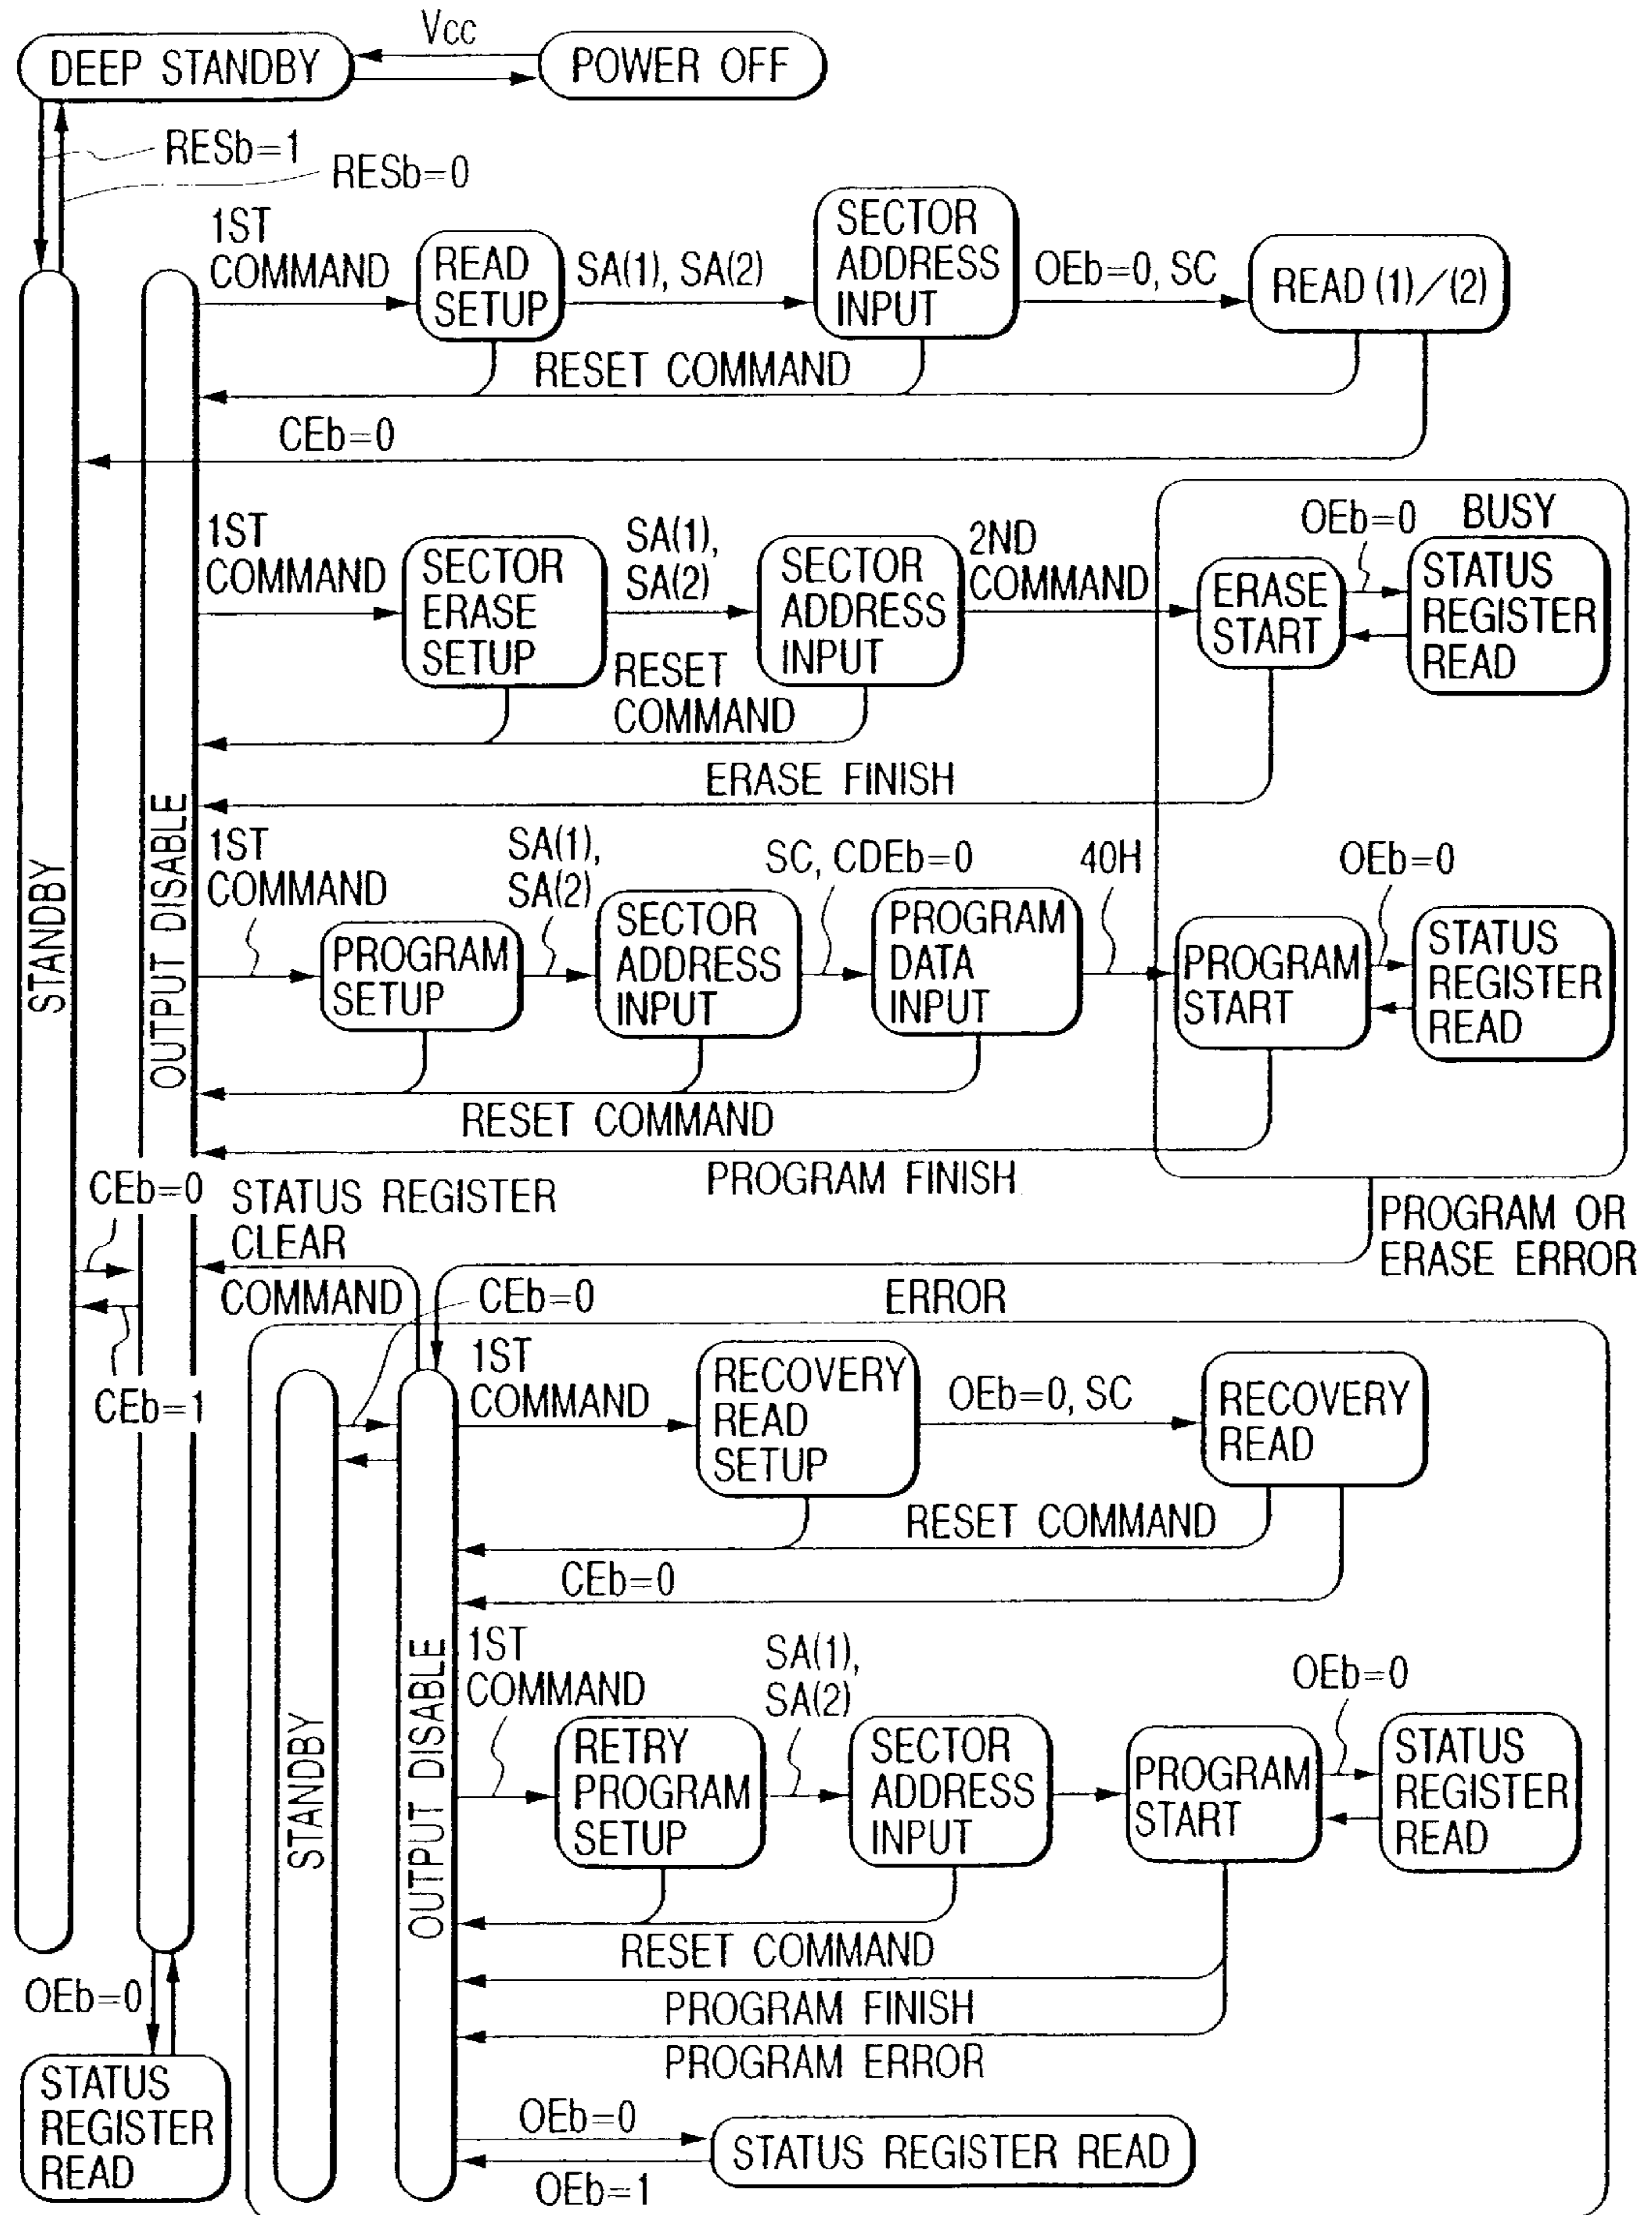 Vcc
DEEP STANDBY
POWER OFF
RESb=1
RESb=0
1ST
COMMAND
READ
SETUP
SA(1), SA(2)
SECTOR
ADDRESS
INPUT
OEb=0, SC
READ (1)/(2)
RESET COMMAND
CEb=0
1ST
COMMAND
SECTOR
ERASE
SETUP
SA(1),
SA(2)
SECTOR
ADDRESS
INPUT
2ND
COMMAND
OEb=0
BUSY
ERASE
START
STATUS
REGISTER
READ
RESET
COMMAND
ERASE FINISH
STANDBY
OUTPUT DISABLE
1ST
COMMAND
PROGRAM
SETUP
SA(1),
SA(2)
SECTOR
ADDRESS
INPUT
SC, CDEb=0
PROGRAM
DATA
INPUT
40H
PROGRAM
START
OEb=0
STATUS
REGISTER
READ
RESET COMMAND
PROGRAM FINISH
CEb=0
STATUS REGISTER
CLEAR
COMMAND
PROGRAM OR
ERASE ERROR
CEb=1
CEb=0
ERROR
1ST
COMMAND
RECOVERY
READ
SETUP
OEb=0, SC
RECOVERY
READ
RESET COMMAND
CEb=0
STANDBY
OUTPUT DISABLE
1ST
COMMAND
RETRY
PROGRAM
SETUP
SA(1),
SA(2)
SECTOR
ADDRESS
INPUT
PROGRAM
START
OEb=0
STATUS
REGISTER
READ
RESET COMMAND
PROGRAM FINISH
PROGRAM ERROR
OEb=0
STATUS
REGISTER
READ
OEb=0
STATUS REGISTER READ
OEb=1